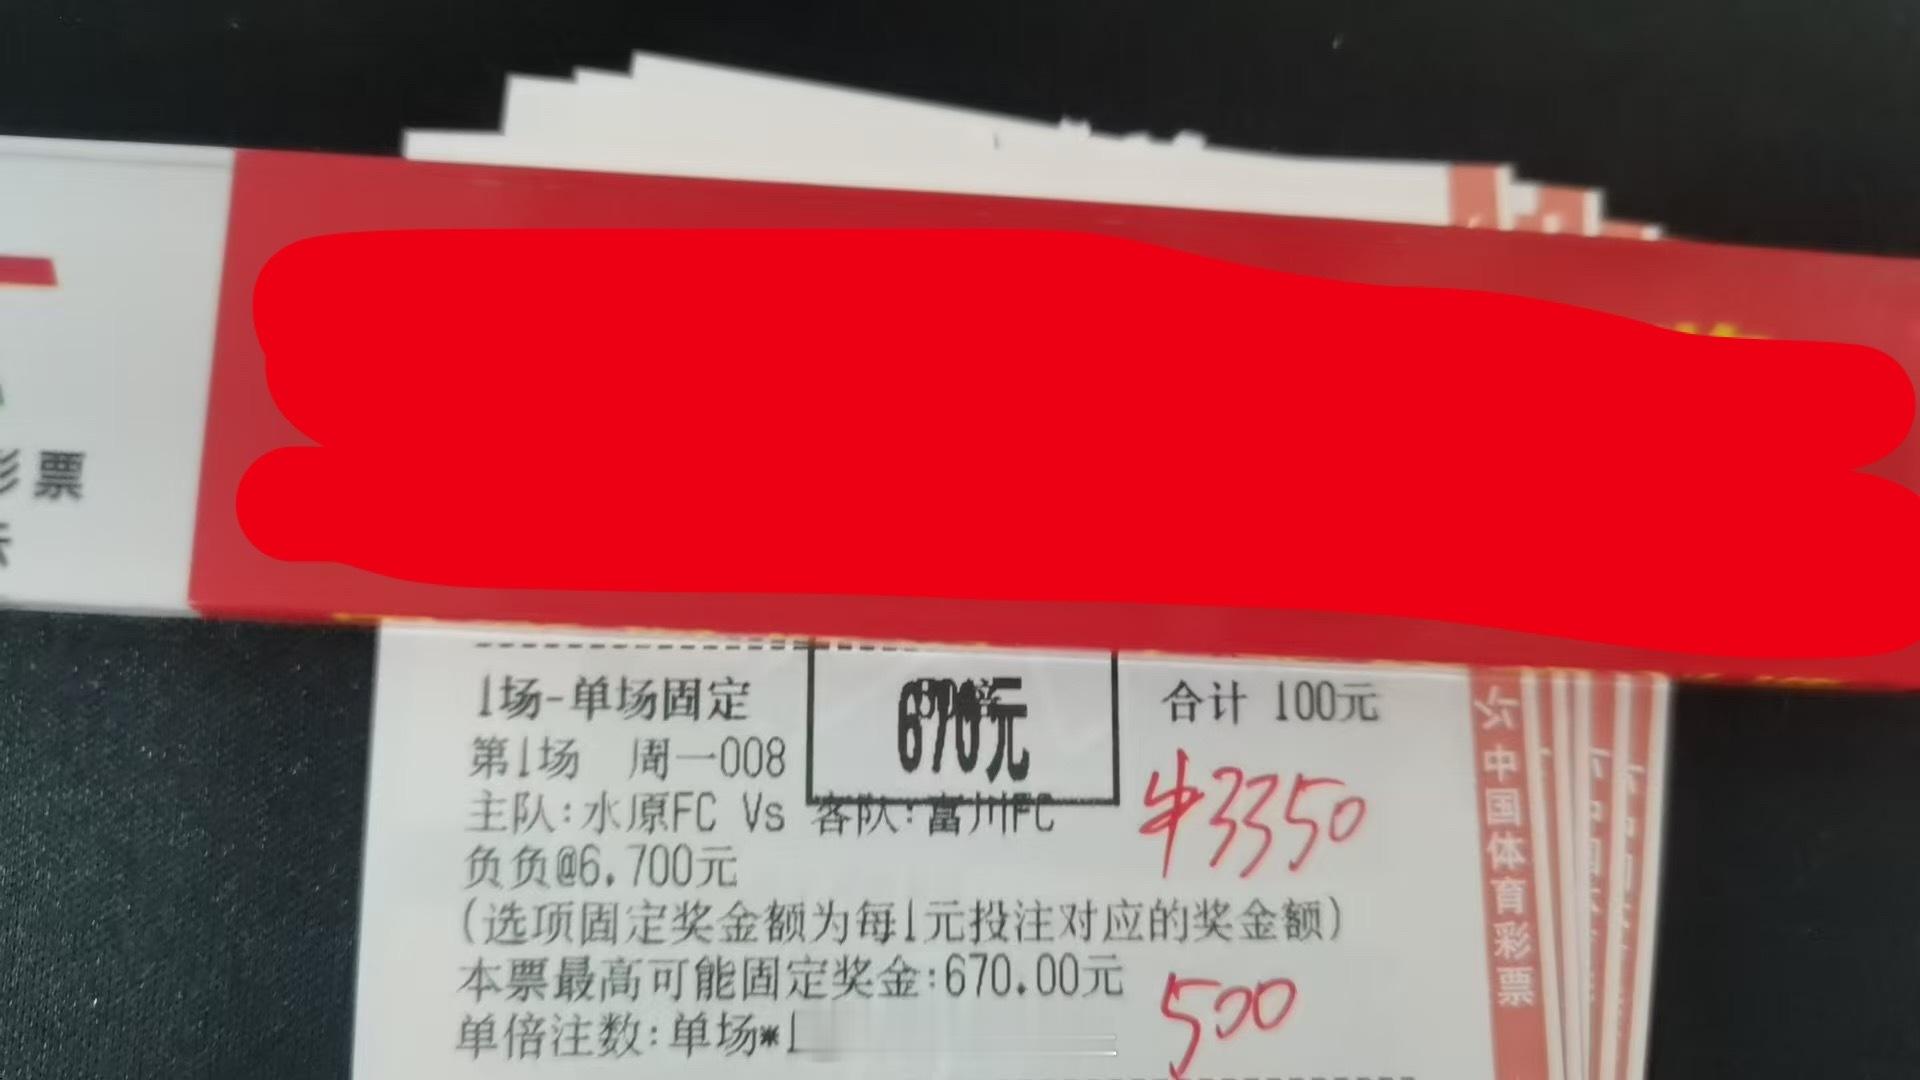 彩票
1场-单场固定
670元
合计 100元
第1场 周一008
主队:水原FC Vs 客队:富川FC
中3350
负负@6.700元
(选项固定奖金额为每1元投注对应的奖金额)
本票最高可能固定奖金:670.00元
500
单倍注数:单场*1
公中国体育彩票